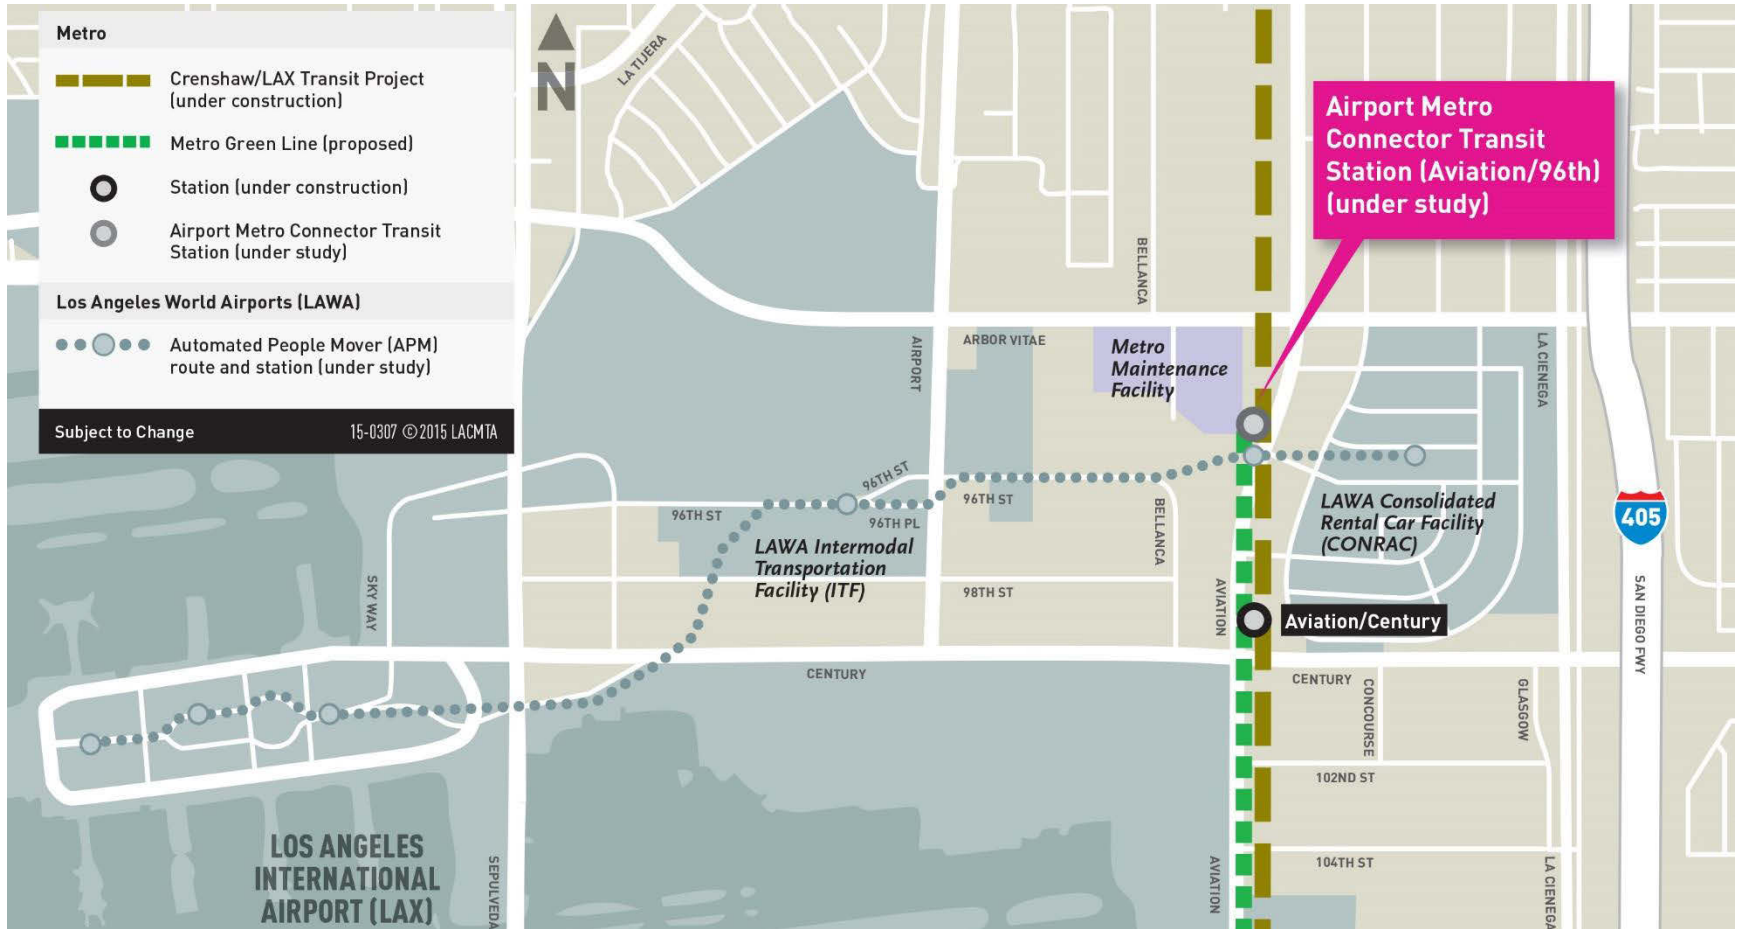 Metro
Crenshaw/LAX Transit Project
(under construction)
Metro Green Line (proposed)
Station (under construction)
Airport Metro Connector Transit
Station (under study)
Los Angeles World Airports (LAWA)
Automated People Mover (APM)
route and station (under study)
Subject to Change
15-0307 ©2015 LACMTA
N
LA TIJERA
Airport Metro
Connector Transit
Station (Aviation/96th)
(under study)
BELLANCA
ARBOR VITAE
AIRPORT
Metro
Maintenance
Facility
LA CIENEGA
96TH ST
96TH ST
96TH ST
96TH PL
BELLANCA
LAWA Consolidated
Rental Car Facility
(CONRAC)
405
LAWA Intermodal
Transportation
Facility (ITF)
SKY WAY
98TH ST
AVIATION
SAN DIEGO FWY
Aviation/Century
CENTURY
CENTURY
CONCOURSE
GLASGOW
102ND ST
104TH ST
LOS ANGELES
INTERNATIONAL
AIRPORT (LAX)
SEPULVEDA
AVIATION
LA CIENEGA